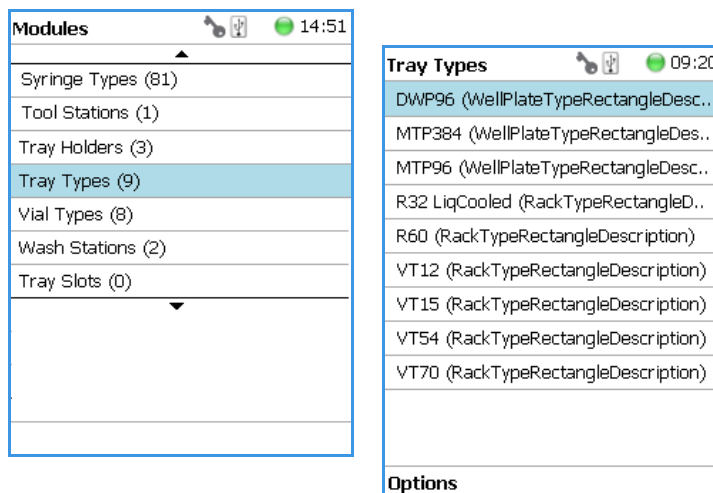 Modules 14:51
Syringe Types (81)
Tool Stations (1)
Tray Holders (3)
Tray Types (9)
Vial Types (8)
Wash Stations (2)
Tray Slots (0)
Tray Types 09:20
DWP96 (WellPlateTypeRectangleDesc..
MTP384 (WellPlateTypeRectangleDes..
MTP96 (WellPlateTypeRectangleDesc..
R32 LiqCooled (RackTypeRectangleD..
R60 (RackTypeRectangleDescription)
VT12 (RackTypeRectangleDescription)
VT15 (RackTypeRectangleDescription)
VT54 (RackTypeRectangleDescription)
VT70 (RackTypeRectangleDescription)
Options